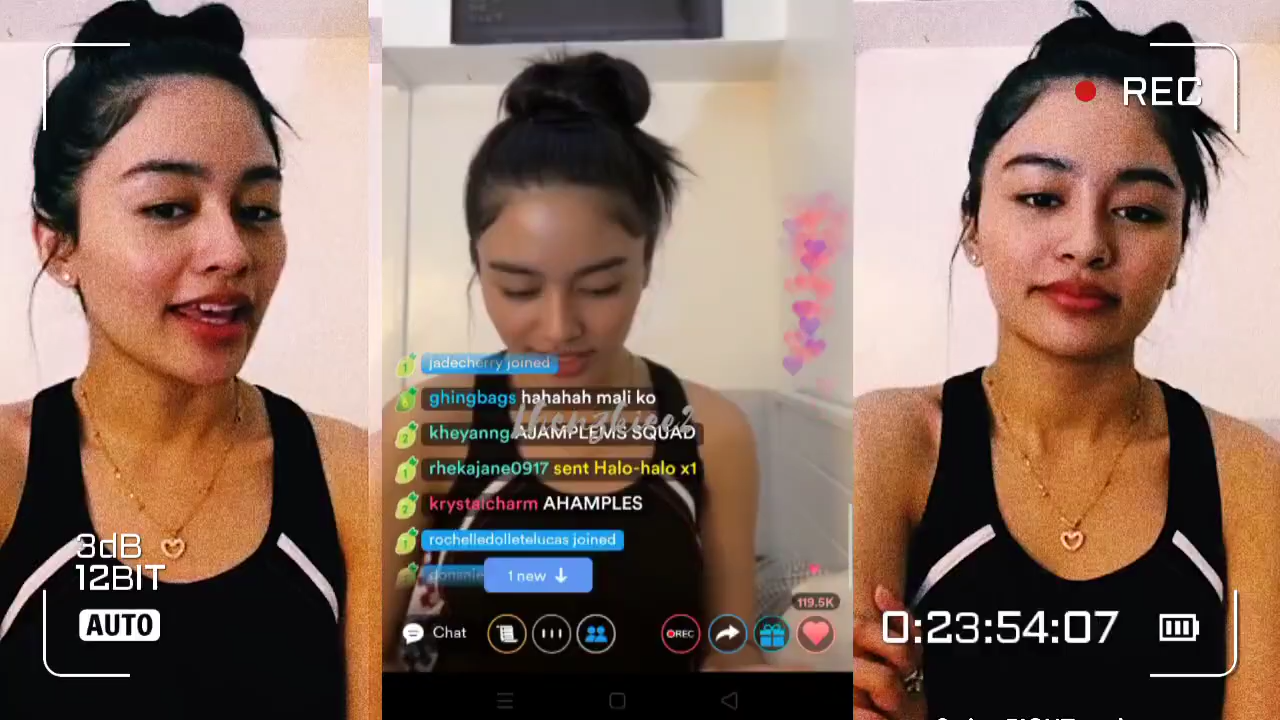 REC
jadecherry joined
ghingbags hahahah mali ko
kheyanng AJAMPLEMS SQUAD
rhekajane0917 sent Halo-halo x1
krystalcharm AHAMPLES
rochelledolletelucas joined
1 new
119.5K
Chat
REC
3dB
12BIT
AUTO
0:23:54:07